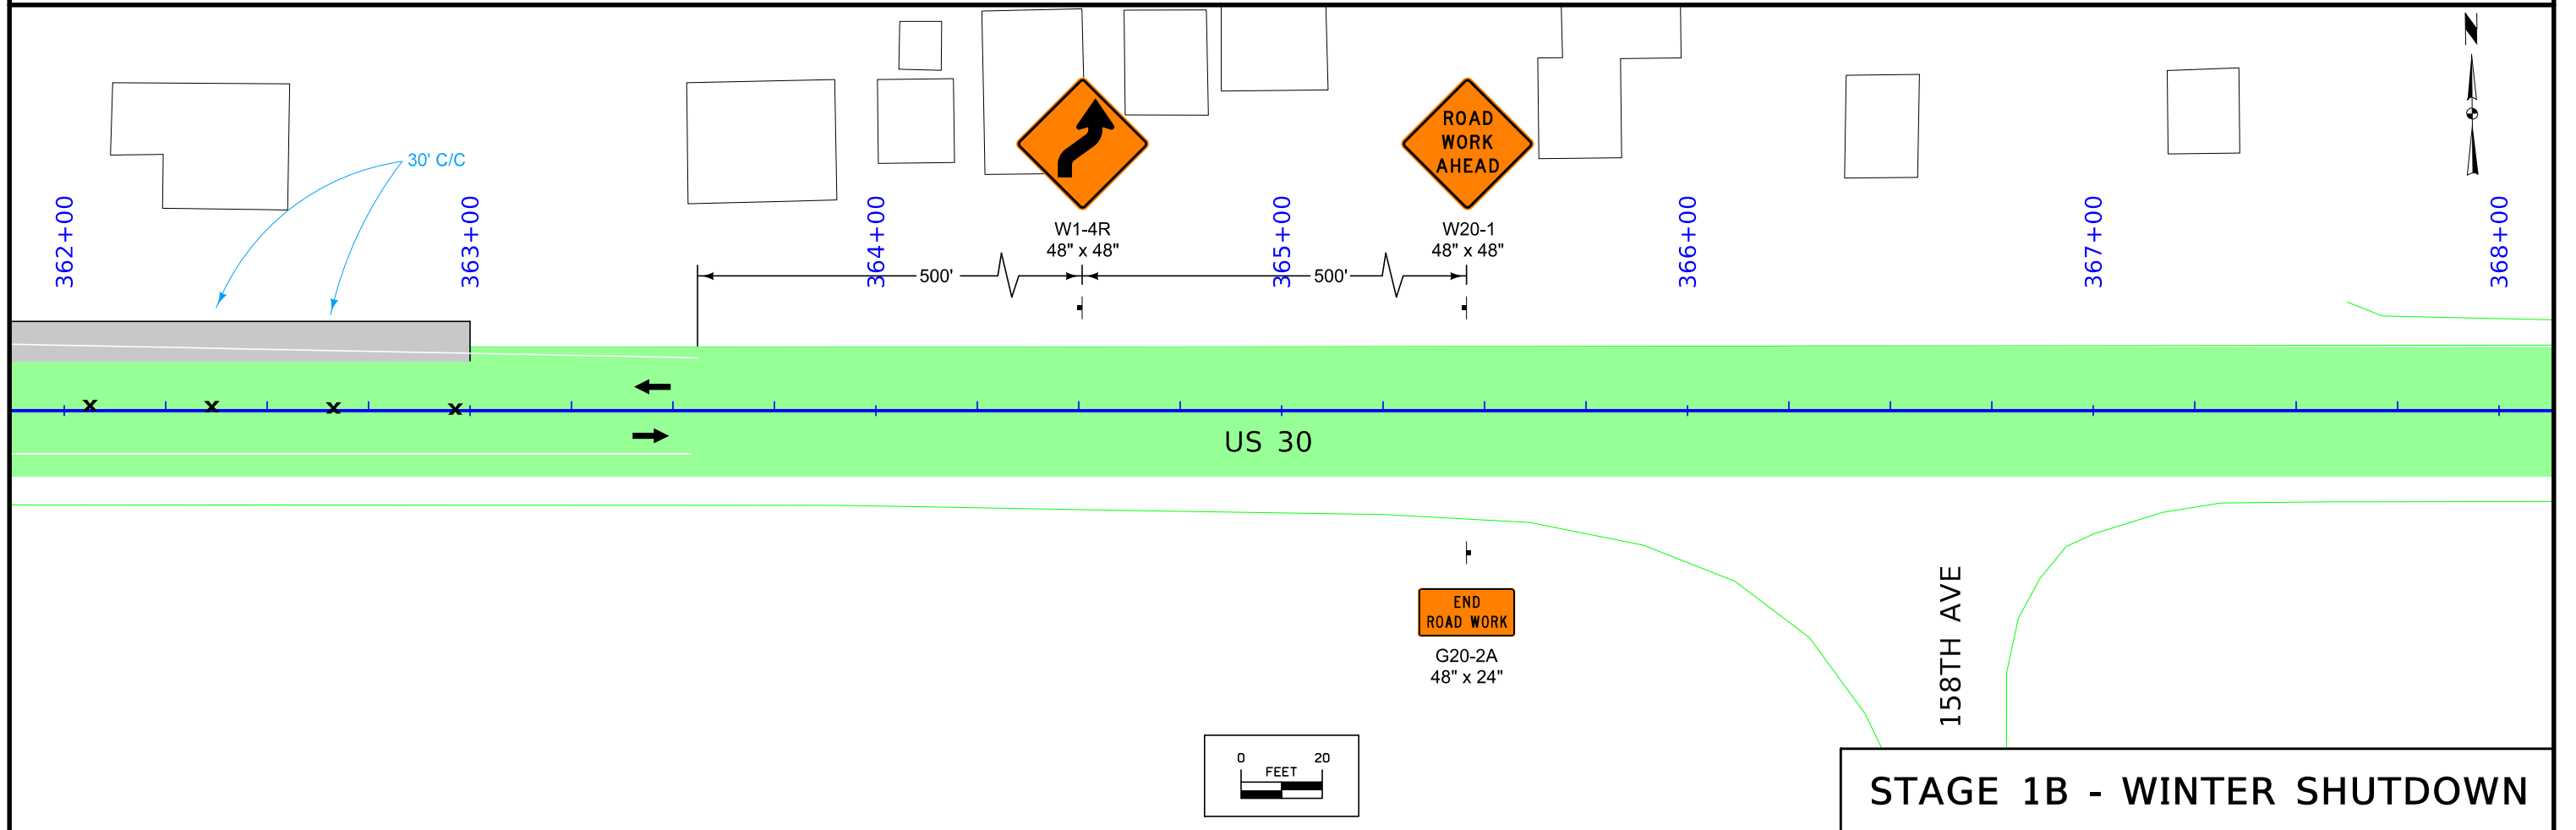 N
ROAD
WORK
AHEAD
30' C/C
362+00
363+00
364+00
365+00
366+00
367+00
368+00
W1-4R
48" x 48"
W20-1
48" x 48"
500'
500'
x x x x
US 30
END
ROAD WORK
G20-2A
48" x 24"
158TH AVE
0 20
FEET
STAGE 1B - WINTER SHUTDOWN